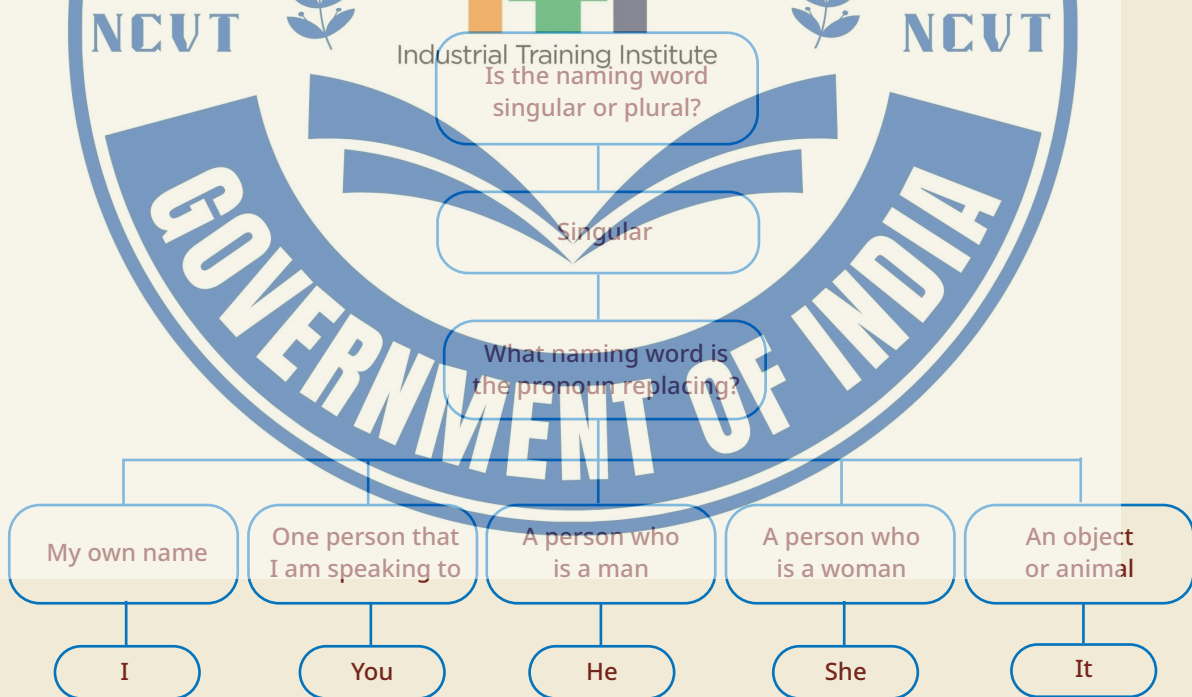 NCVT
NCVT
Industrial Training Institute
Is the naming word
singular or plural?
Singular
What naming word is
the pronoun replacing?
GOVERNMENT OF INDIA
My own name
One person that
I am speaking to
A person who
is a man
A person who
is a woman
An object
or animal
I
You
He
She
It